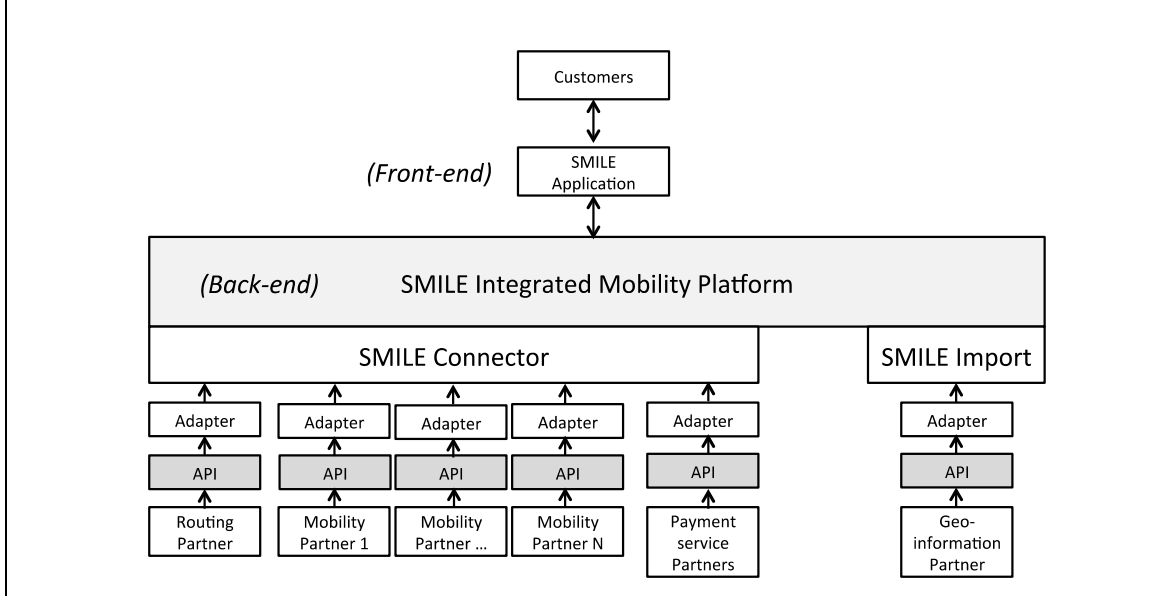 Customers
(Front-end)
SMILE
Application
(Back-end)
SMILE Integrated Mobility Platform
SMILE Connector
SMILE Import
Adapter
Adapter
Adapter
Adapter
Adapter
Adapter
API
API
API
API
API
API
Routing
Partner
Mobility
Partner 1
Mobility
Partner ...
Mobility
Partner N
Payment
service
Partners
Geo-
information
Partner